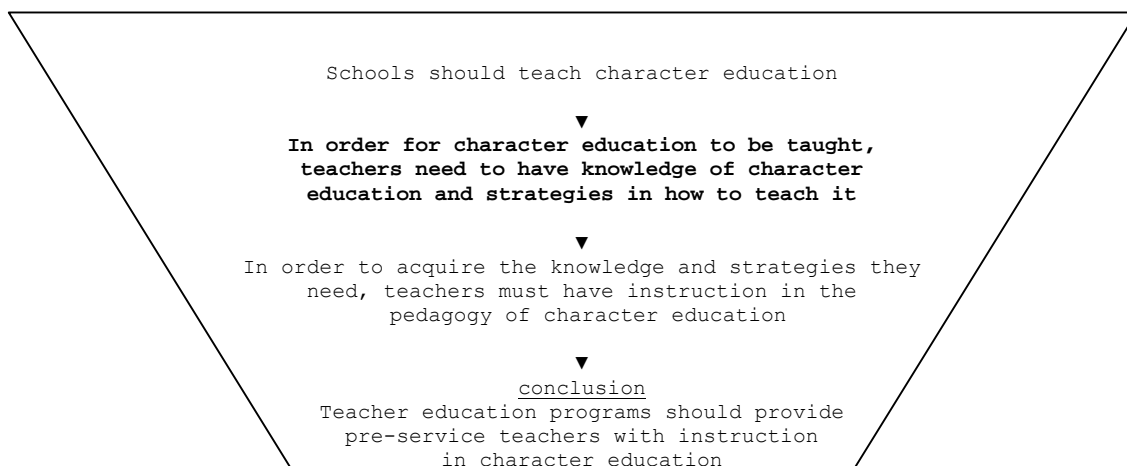 Schools should teach character education
▼
In order for character education to be taught,
teachers need to have knowledge of character
education and strategies in how to teach it
▼
In order to acquire the knowledge and strategies they
need, teachers must have instruction in the
pedagogy of character education
▼
conclusion
Teacher education programs should provide
pre-service teachers with instruction
in character education